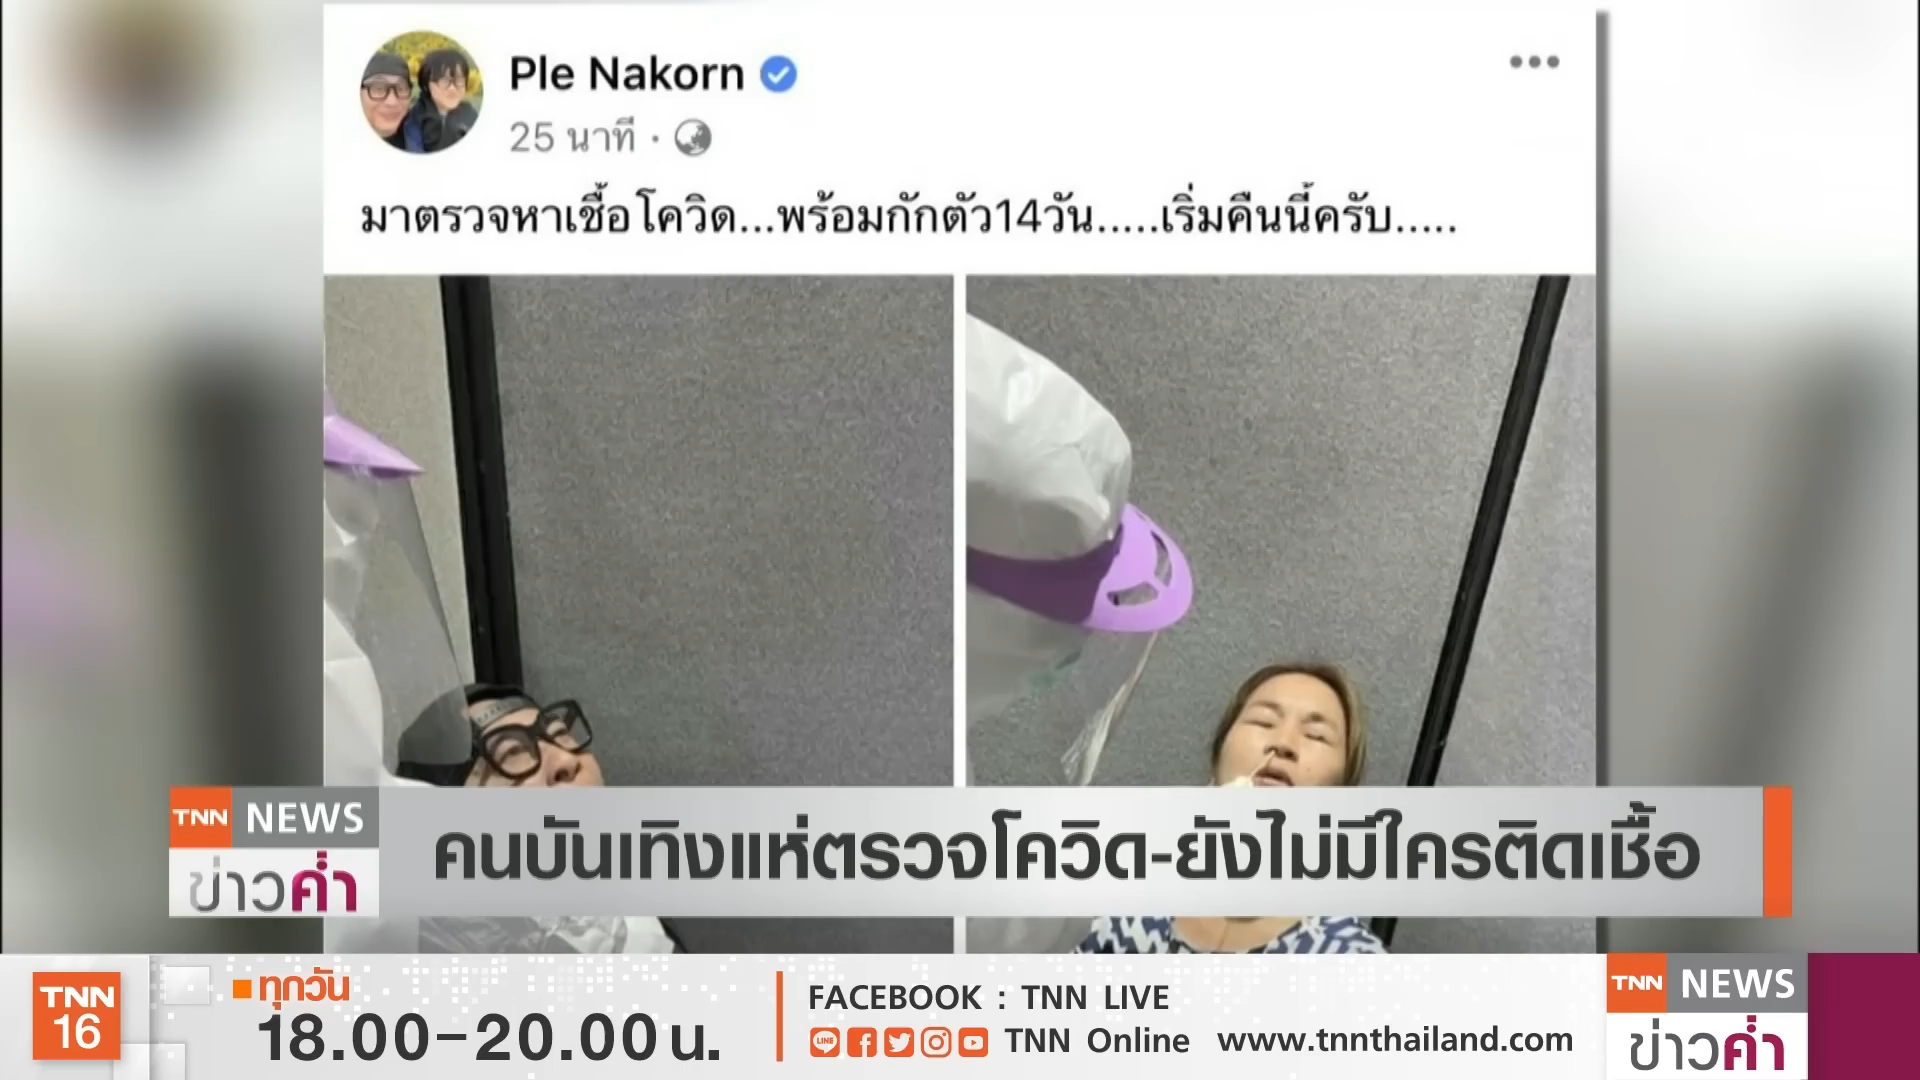 Ple Nakorn
25 นาที ·
มาตรวจหาเชื้อโควิด...พร้อมกักตัว14วัน.....เริ่มคืนนี้ครับ.....
TNN NEWS
ข่าวค่ำ
คนบันเทิงแห่ตรวจโควิด-ยังไม่มีใครติดเชื้อ
TNN
16
ทุกวัน
18.00-20.00 น.
FACEBOOK : TNN LIVE
LINE TNN Online www.tnnthailand.com
TNN NEWS
ข่าวค่ำ